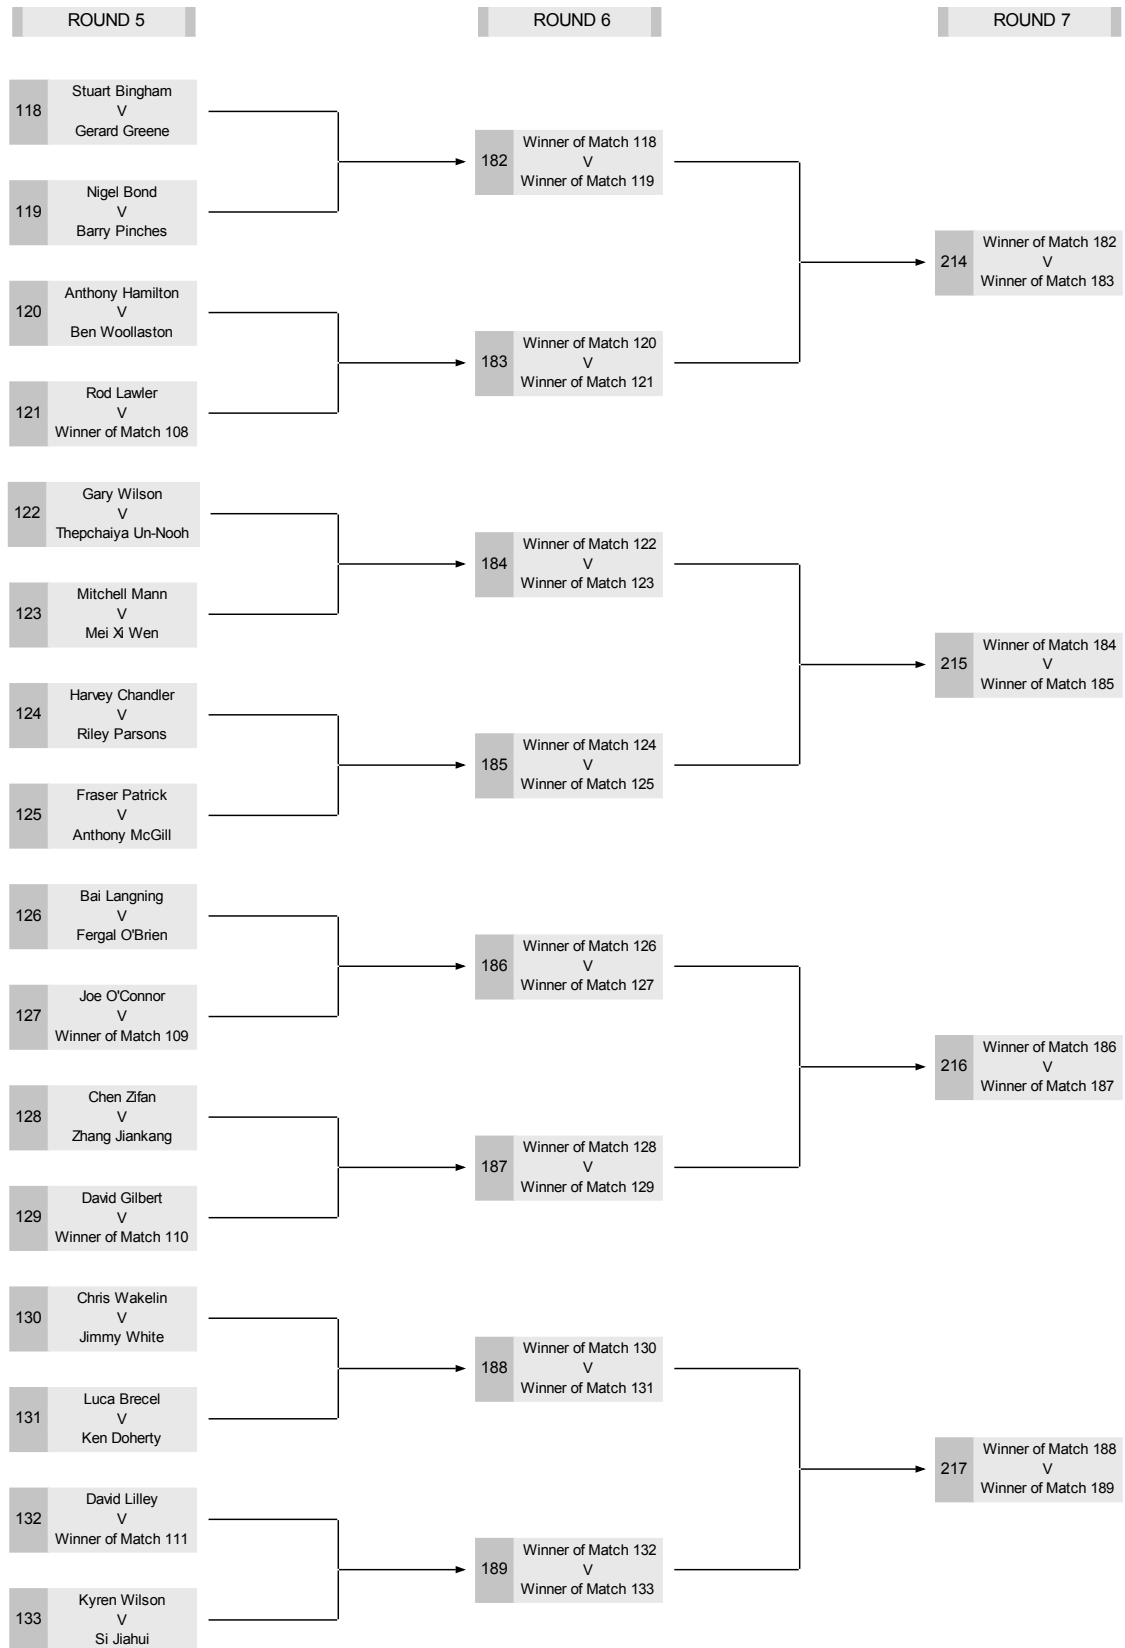 ROUND 5
ROUND 6
ROUND 7
118
Stuart Bingham
V
Gerard Greene
119
Nigel Bond
V
Barry Pinches
120
Anthony Hamilton
V
Ben Woollaston
121
Rod Lawler
V
Winner of Match 108
122
Gary Wilson
V
Thepchaiya Un-Nooh
123
Mitchell Mann
V
Mei Xi Wen
124
Harvey Chandler
V
Riley Parsons
125
Fraser Patrick
V
Anthony McGill
126
Bai Langning
V
Fergal O'Brien
127
Joe O'Connor
V
Winner of Match 109
128
Chen Zifan
V
Zhang Jiankang
129
David Gilbert
V
Winner of Match 110
130
Chris Wakelin
V
Jimmy White
131
Luca Brecel
V
Ken Doherty
132
David Lilley
V
Winner of Match 111
133
Kyren Wilson
V
Si Jiahui
182
Winner of Match 118
V
Winner of Match 119
183
Winner of Match 120
V
Winner of Match 121
184
Winner of Match 122
V
Winner of Match 123
185
Winner of Match 124
V
Winner of Match 125
186
Winner of Match 126
V
Winner of Match 127
187
Winner of Match 128
V
Winner of Match 129
188
Winner of Match 130
V
Winner of Match 131
189
Winner of Match 132
V
Winner of Match 133
214
Winner of Match 182
V
Winner of Match 183
215
Winner of Match 184
V
Winner of Match 185
216
Winner of Match 186
V
Winner of Match 187
217
Winner of Match 188
V
Winner of Match 189